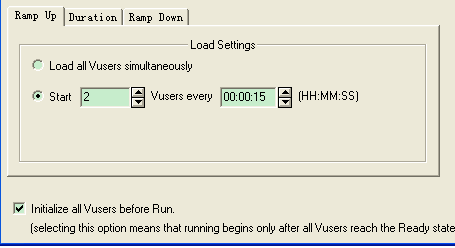 Ramp Up Duration Ramp Down
Load Settings
Load all Vusers simultaneously
Start 2 Vusers every 00:00:15 (HH:MM:SS)
Initialize all Vusers before Run.
(selecting this option means that running begins only after all Vusers reach the Ready state